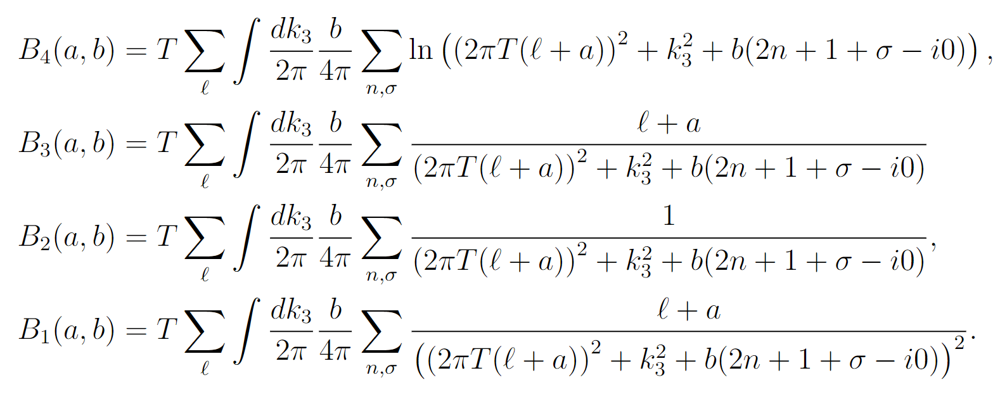 B_4(a, b) = T \sum_{\ell} \int \frac{dk_3}{2\pi} \frac{b}{4\pi} \sum_{n,\sigma} \ln \left( (2\pi T(\ell + a))^2 + k_3^2 + b(2n + 1 + \sigma - i0) \right) ,
B_3(a, b) = T \sum_{\ell} \int \frac{dk_3}{2\pi} \frac{b}{4\pi} \sum_{n,\sigma} \frac{\ell + a}{(2\pi T(\ell + a))^2 + k_3^2 + b(2n + 1 + \sigma - i0)}
B_2(a, b) = T \sum_{\ell} \int \frac{dk_3}{2\pi} \frac{b}{4\pi} \sum_{n,\sigma} \frac{1}{(2\pi T(\ell + a))^2 + k_3^2 + b(2n + 1 + \sigma - i0)} ,
B_1(a, b) = T \sum_{\ell} \int \frac{dk_3}{2\pi} \frac{b}{4\pi} \sum_{n,\sigma} \frac{\ell + a}{\left( (2\pi T(\ell + a))^2 + k_3^2 + b(2n + 1 + \sigma - i0) \right)^2} .